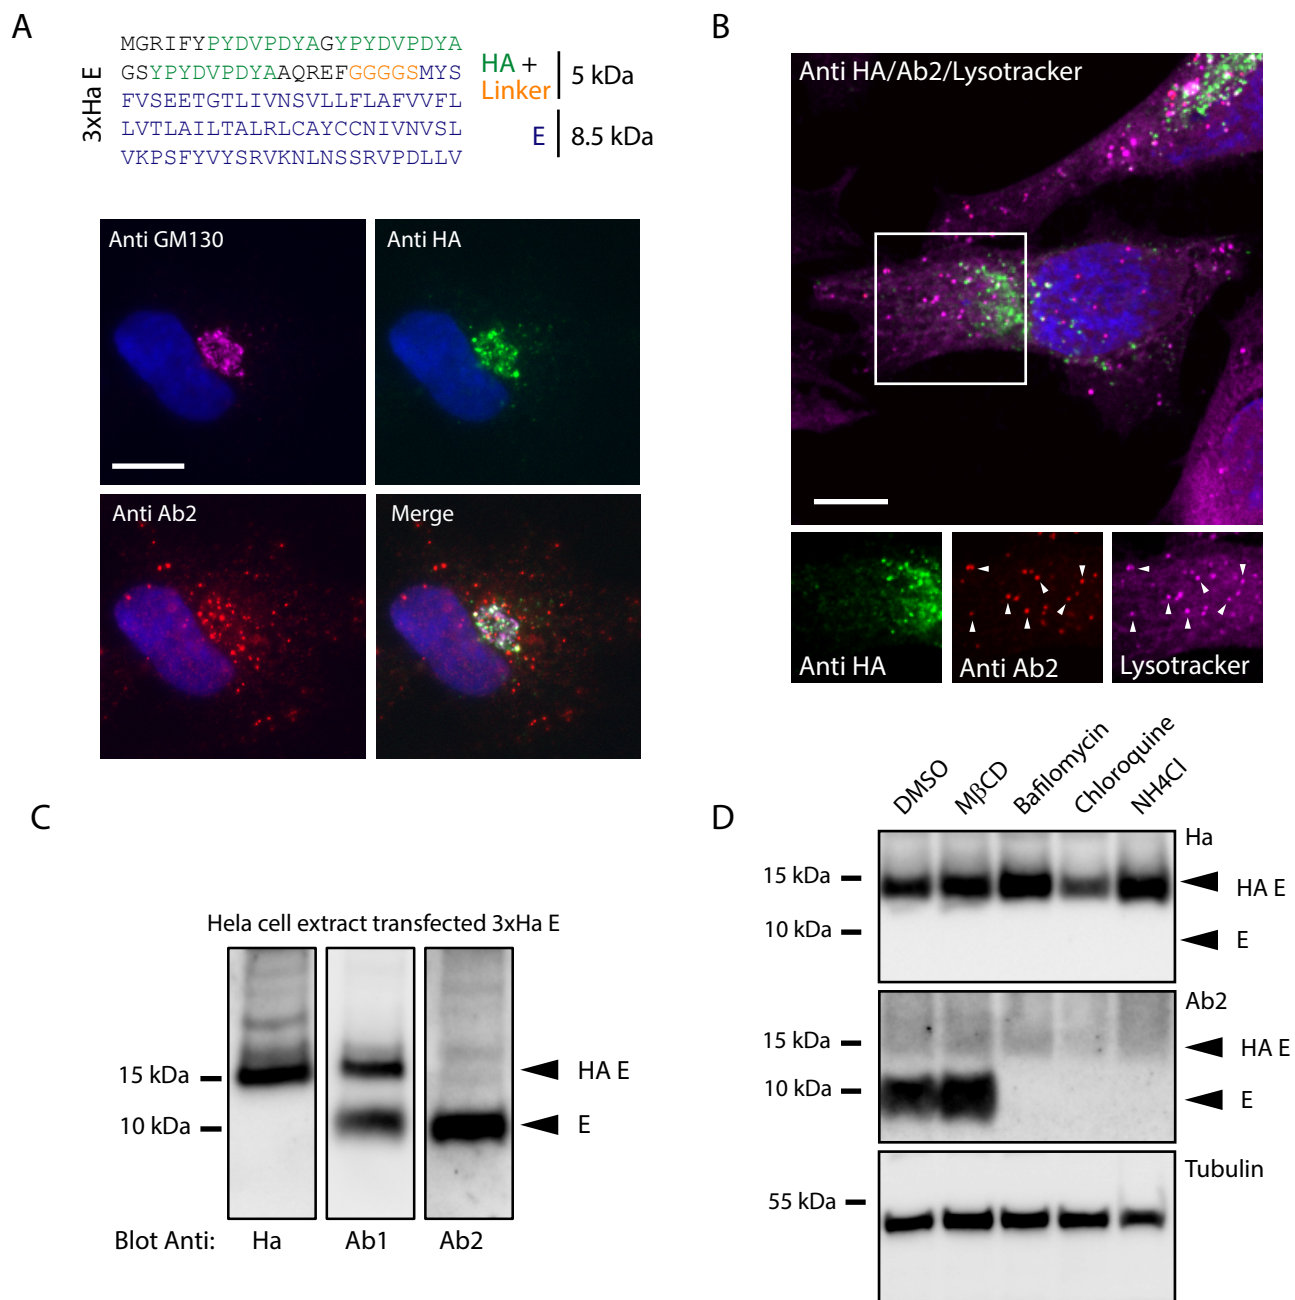 A
3xHa E
MGRIFYPYDVPDYAGYPYDVPDYA
GSYPYDVPDYAAQREFGGGGSMYS
FVSEETGTLIVNSVLLFLAFVVFL
LVTLAILTALRLCAYCCNIVNVSL
VKPSFYVYSRVKNLNSSRVPDLLV
HA +
Linker
5 kDa
E
8.5 kDa
Anti GM130
Anti HA
Anti Ab2
Merge
B
Anti HA/Ab2/Lysotracker
Anti HA
Anti Ab2
Lysotracker
C
Hela cell extract transfected 3xHa E
15 kDa
10 kDa
HA E
E
Blot Anti:
Ha
Ab1
Ab2
D
DMSO
MβCD
Bafilomycin
Chloroquine
NH4Cl
Ha
15 kDa
10 kDa
HA E
E
Ab2
15 kDa
10 kDa
HA E
E
Tubulin
55 kDa